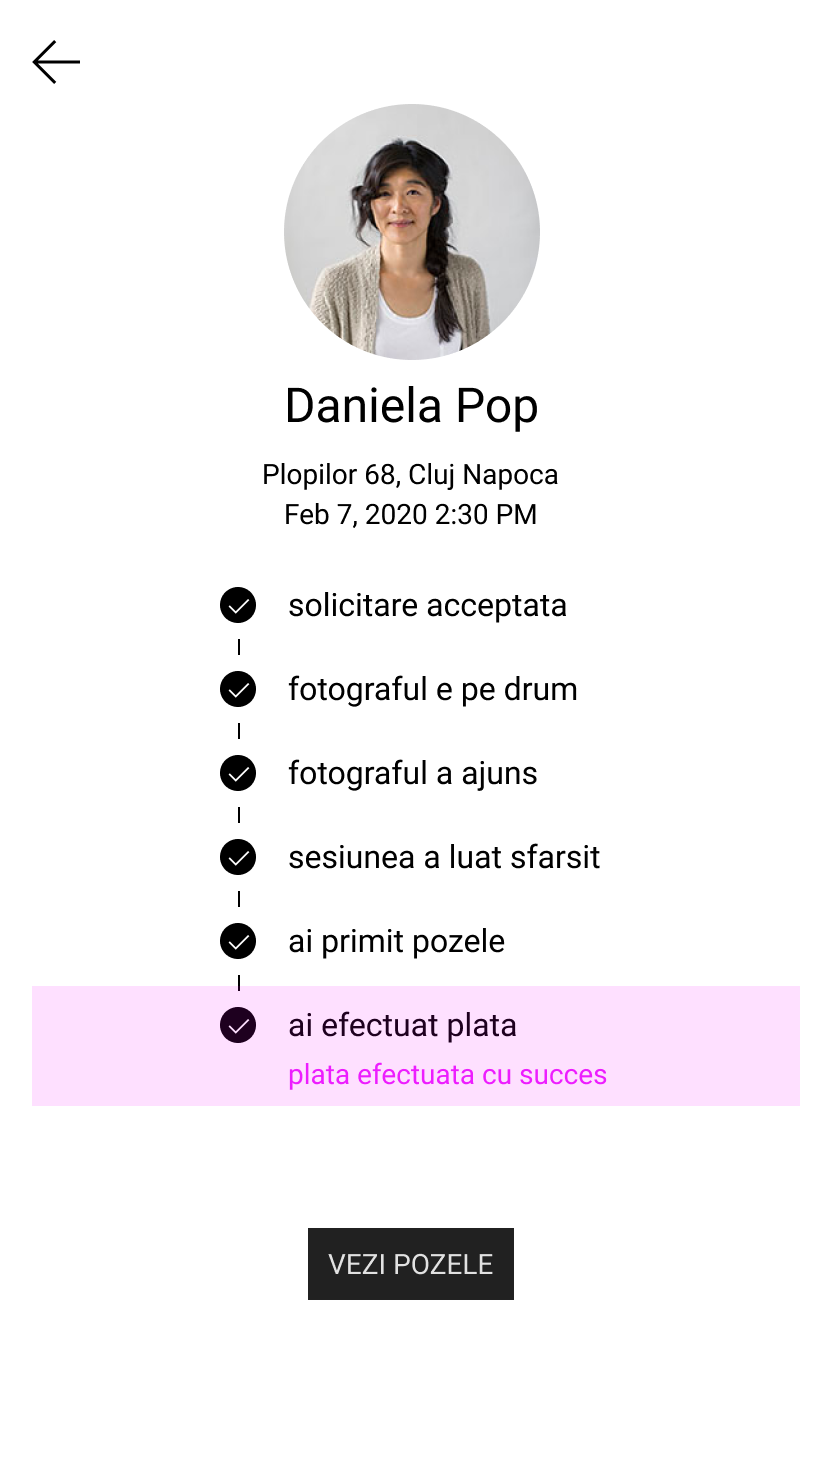 Daniela Pop
Plopilor 68, Cluj Napoca
Feb 7, 2020 2:30 PM
solicitare acceptata
fotograful e pe drum
fotograful a ajuns
sesiunea a luat sfarsit
ai primit pozele
ai efectuat plata
plata efectuata cu succes
VEZI POZELE